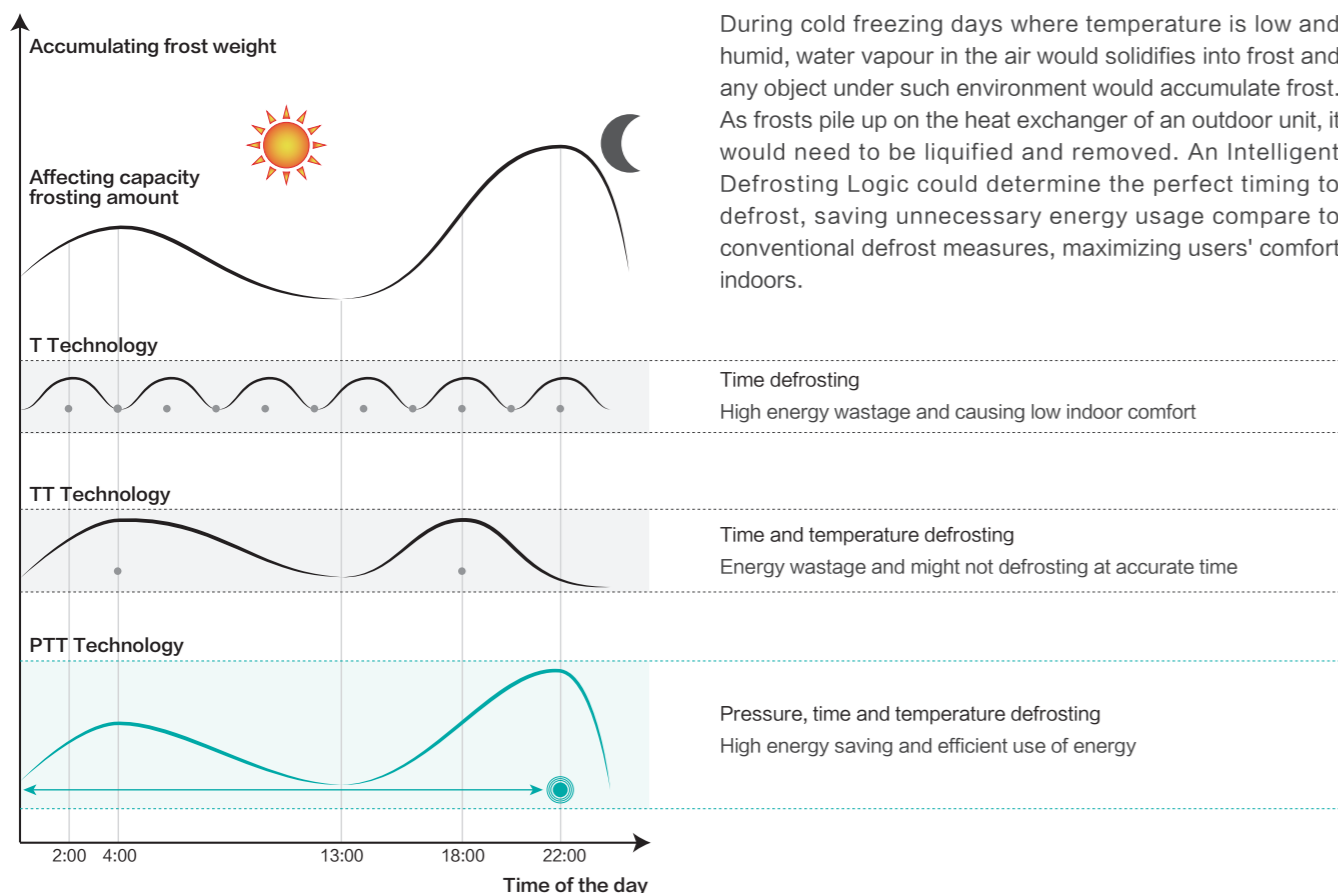 Accumulating frost weight
Affecting capacity
frosting amount
During cold freezing days where temperature is low and
humid, water vapour in the air would solidifies into frost and
any object under such environment would accumulate frost.
As frosts pile up on the heat exchanger of an outdoor unit, it
would need to be liquified and removed. An Intelligent
Defrosting Logic could determine the perfect timing to
defrost, saving unnecessary energy usage compare to
conventional defrost measures, maximizing users' comfort
indoors.
T Technology
Time defrosting
High energy wastage and causing low indoor comfort
TT Technology
Time and temperature defrosting
Energy wastage and might not defrosting at accurate time
PTT Technology
Pressure, time and temperature defrosting
High energy saving and efficient use of energy
2:00 4:00 13:00 18:00 22:00
Time of the day